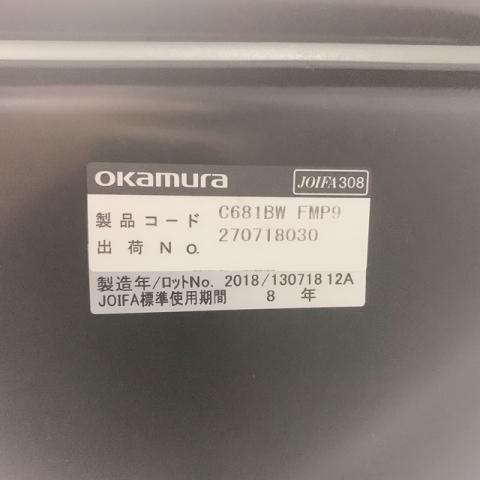 okamura JOIFA308
製品コード C681BW FMP9
出荷No. 270718030
製造年/ロットNo. 2018/130718 12A
JOIFA標準使用期間 8 年